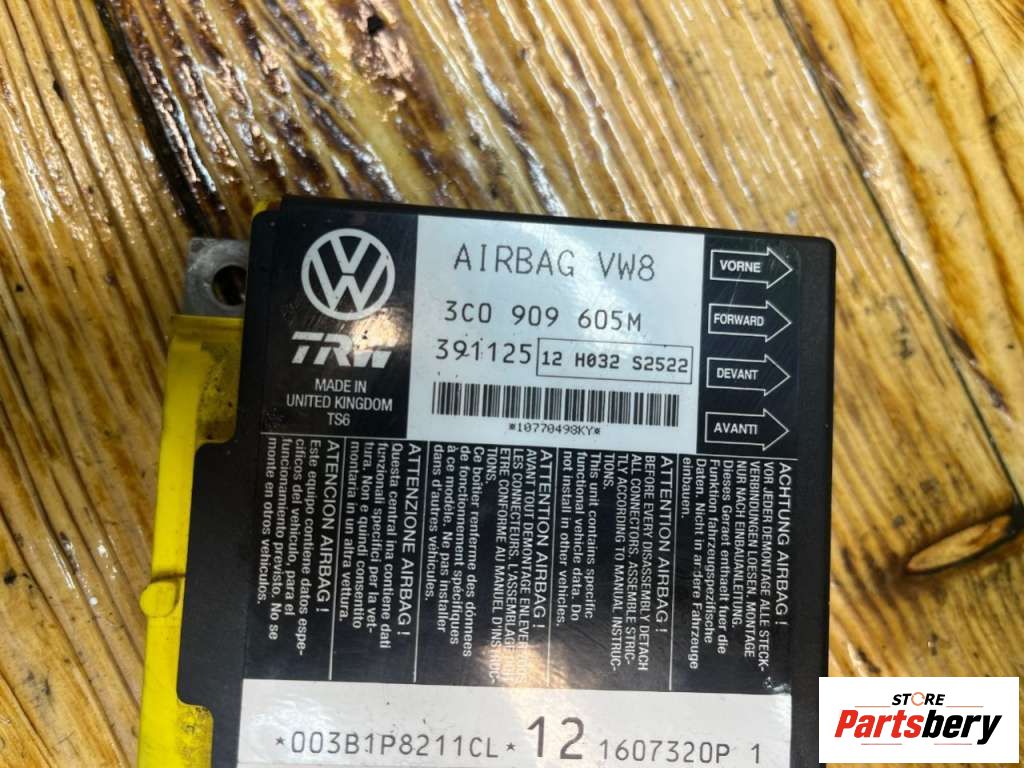 AIRBAG VW8
3C0 909 605M
391125 12 H032 S2522
*10770498KY*
TRW
MADE IN
UNITED KINGDOM
TS6
VORNE
FORWARD
DEVANT
AVANTI
ACHTUNG AIRBAG !
VOR JEDER DEMONTAGE ALLE STECK-
VERBINDUNGEN LOESEN, MONTAGE
NUR NACH EINBAUANLEITUNG.
Dieses Geraet enthaelt fuer die
Funktion fahrzeugspezifische
Daten. Nicht in andere Fahrzeuge
einbauen.
ATTENTION AIRBAG !
BEFORE EVERY DISASSEMBLY DETACH
ALL CONNECTORS. ASSEMBLE STRIC-
TLY ACCORDING TO MANUAL INSTRUC-
TIONS.
This unit contains specific
functional vehicle data. Do
not install in other vehicles.
ATTENTION AIRBAG !
AVANT TOUT DEMONTAGE ENLEVER TOUS
LES CONNECTEURS. L'ASSEMBLAGE DOIT
ETRE CONFORME AU MANUEL D'INSTRUC-
TIONS.
Ce boîtier renferme des données
de fonctionnement spécifiques
à ce modèle. Ne pas installer
dans d'autres véhicules.
ATTENZIONE AIRBAG !
Questa centralina contiene dati
funzionali specifici per la vet-
tura. Non è quindi consentito
montarla in un altra vettura.
ATENCION AIRBAG !
Este equipo contiene datos espe-
cíficos del vehículo, para el
funcionamiento previsto. No se
monte en otros vehículos.
*003B1P8211CL* 12 1607320P 1
STORE
Partsbery